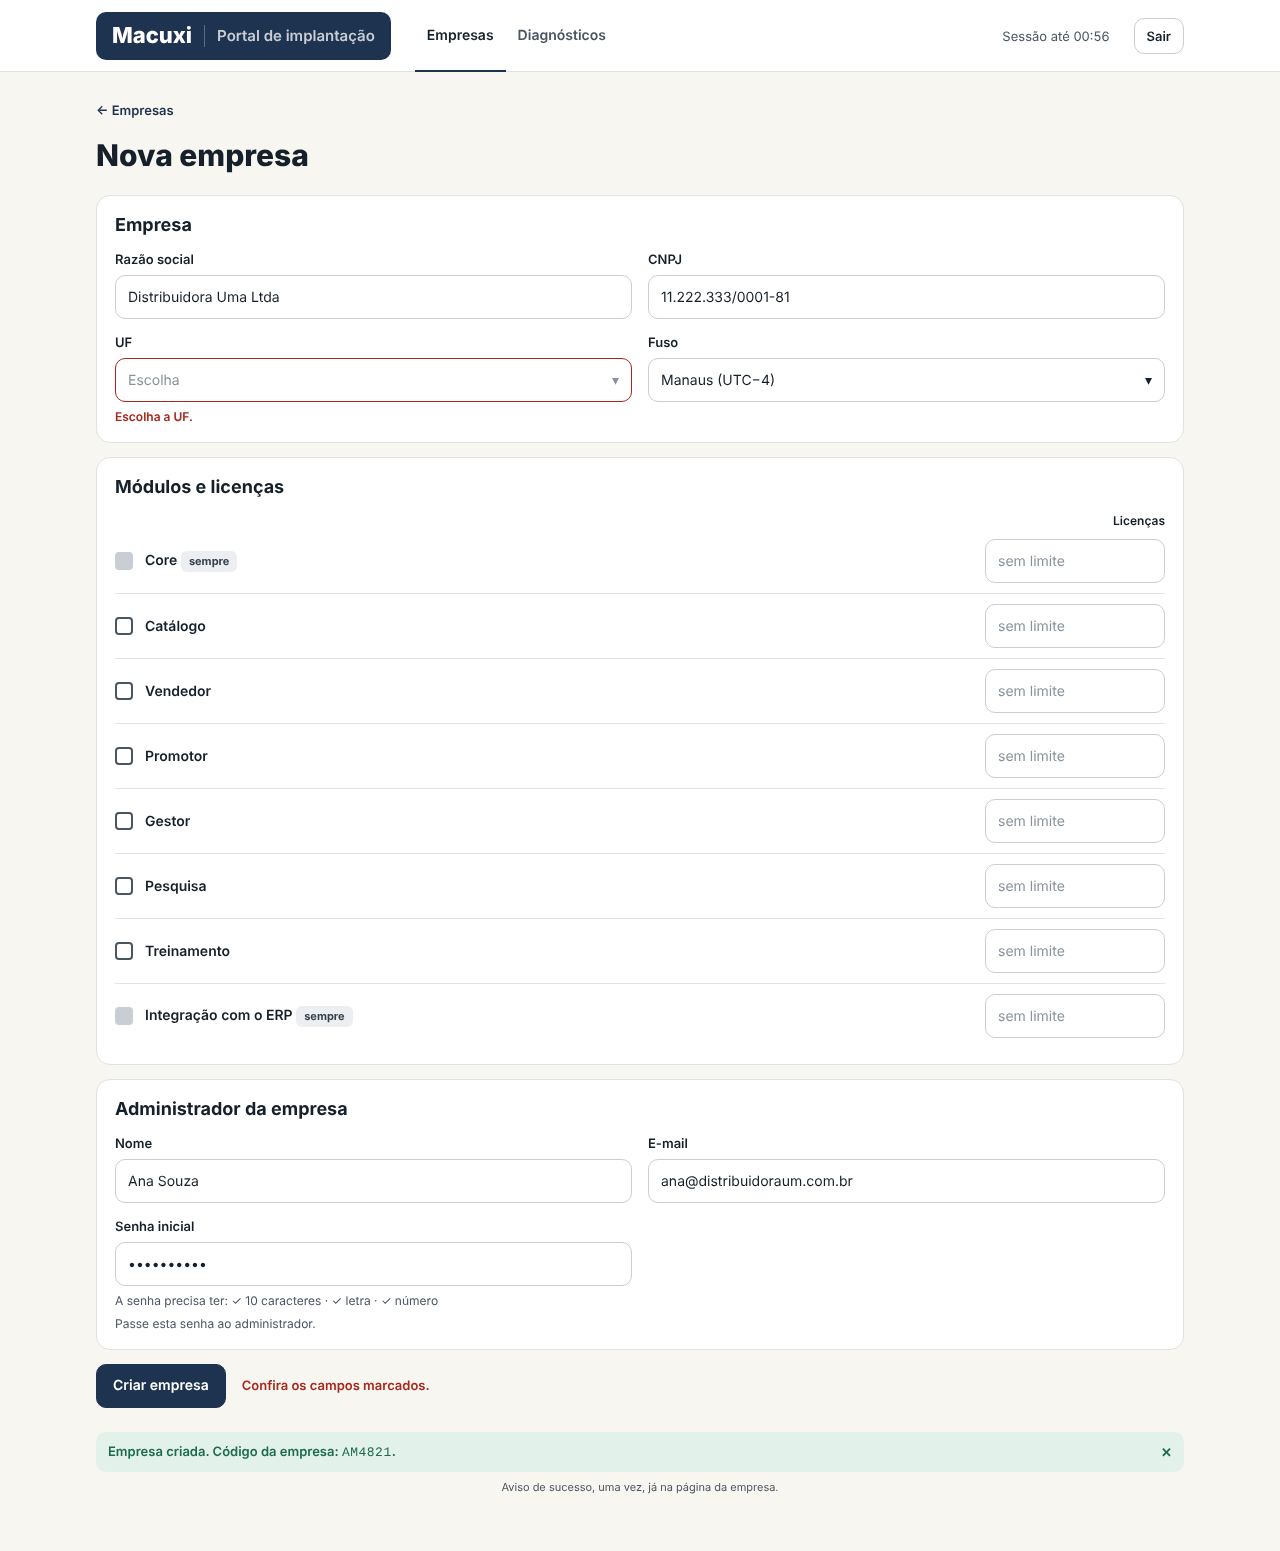 Macuxi Portal de implantação Empresas Diagnósticos Sessão até 00:56 Sair
← Empresas
Nova empresa
Empresa
Razão social CNPJ
Distribuidora Uma Ltda 11.222.333/0001-81
UF Fuso
Escolha ▾ Manaus (UTC−4) ▾
Escolha a UF.
Módulos e licenças
Licenças
Core sempre sem limite
Catálogo sem limite
Vendedor sem limite
Promotor sem limite
Gestor sem limite
Pesquisa sem limite
Treinamento sem limite
Integração com o ERP sempre sem limite
Administrador da empresa
Nome E-mail
Ana Souza ana@distribuidoraum.com.br
Senha inicial
••••••••••
A senha precisa ter: ✓ 10 caracteres · ✓ letra · ✓ número
Passe esta senha ao administrador.
Criar empresa Confira os campos marcados.
Empresa criada. Código da empresa: AM4821. ×
Aviso de sucesso, uma vez, já na página da empresa.